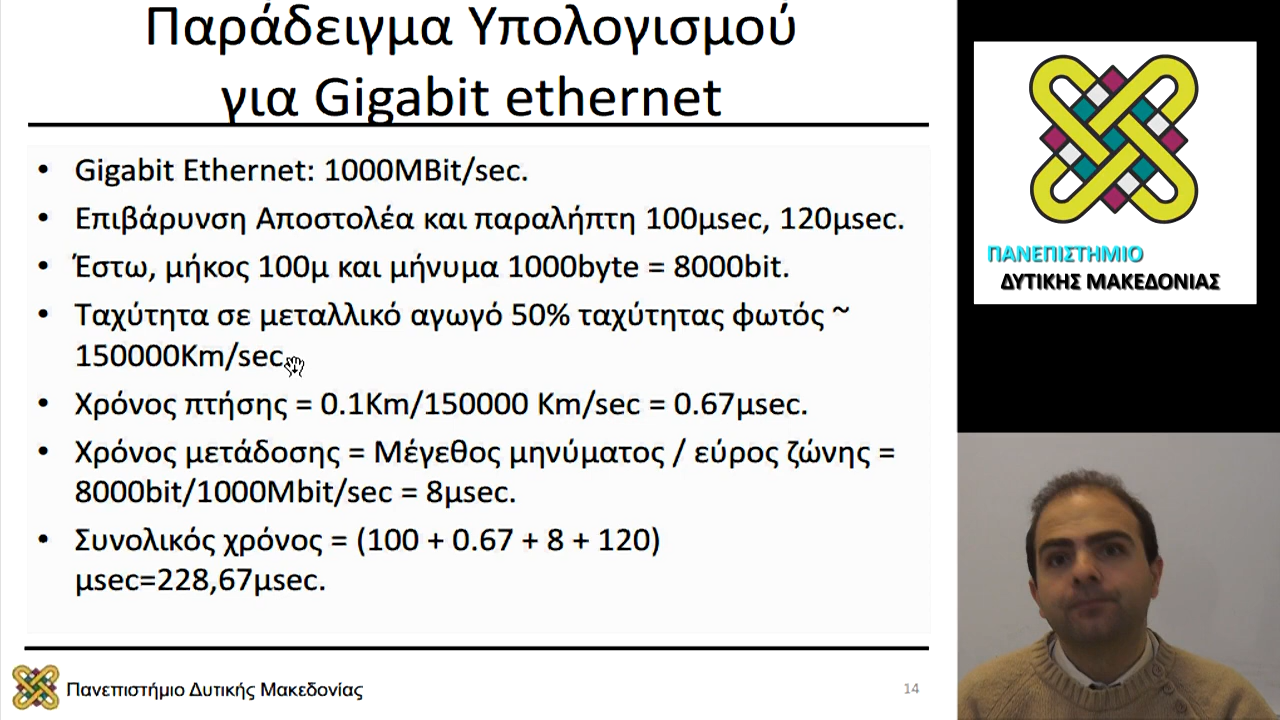 Παράδειγμα Υπολογισμού
για Gigabit ethernet
• Gigabit Ethernet: 1000MBit/sec.
• Επιβάρυνση Αποστολέα και παραλήπτη 100μsec, 120μsec.
• Έστω, μήκος 100μ και μήνυμα 1000byte = 8000bit.
• Ταχύτητα σε μεταλλικό αγωγό 50% ταχύτητας φωτός ~
150000Km/sec.
• Χρόνος πτήσης = 0.1Km/150000 Km/sec = 0.67μsec.
• Χρόνος μετάδοσης = Μέγεθος μηνύματος / εύρος ζώνης =
8000bit/1000Mbit/sec = 8μsec.
• Συνολικός χρόνος = (100 + 0.67 + 8 + 120)
μsec=228,67μsec.
Πανεπιστήμιο Δυτικής Μακεδονίας
14
ΠΑΝΕΠΙΣΤΗΜΙΟ
ΔΥΤΙΚΗΣ ΜΑΚΕΔΟΝΙΑΣ